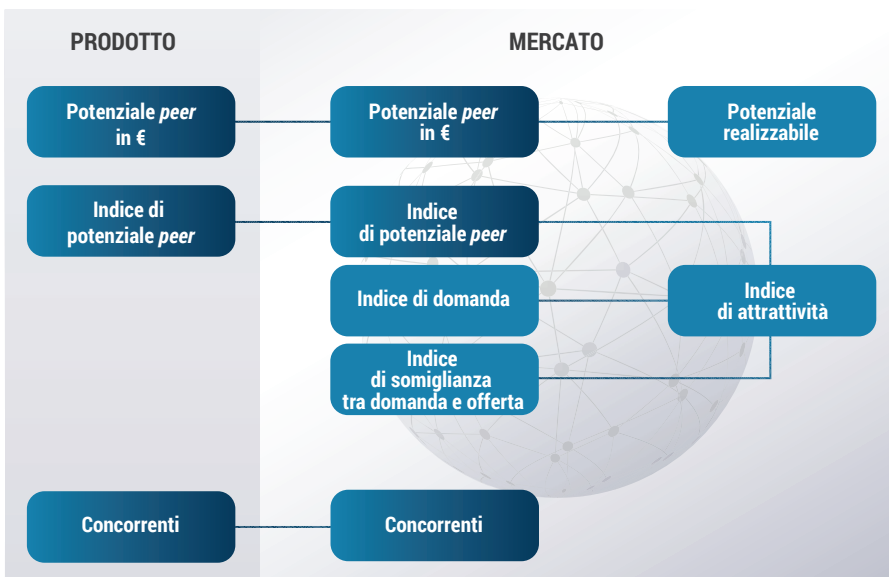 PRODOTTO
MERCATO
Potenziale peer
in €
Potenziale peer
in €
Potenziale
realizzabile
Indice di
potenziale peer
Indice
di potenziale peer
Indice di domanda
Indice
di attrattività
Indice
di somiglianza
tra domanda e offerta
Concorrenti
Concorrenti